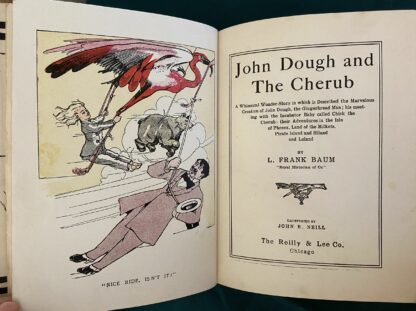 "NICE RIDE, ISN'T IT?"
John Dough and
The Cherub
A Whimsical Wonder-Story in which is Described the Marvelous
Creation of John Dough, the Gingerbread Man; his meet-
ing with the Incubator Baby called Chick the
Cherub: their Adventures in the Isle
of Phreex, Land of the Mifkets,
Pirate Island and Hiland
and Loland
BY
L. FRANK BAUM
"Royal Historian of Oz"
ILLUSTRATED BY
JOHN R. NEILL
The Reilly & Lee Co.
Chicago